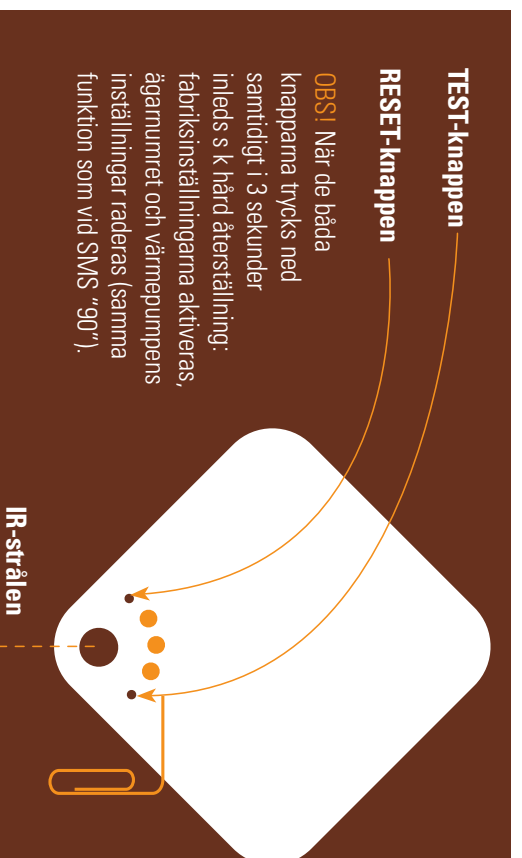 TEST-knappen
RESET-knappen
OBS! När de båda
knapparna trycks ned
samtidigt i 3 sekunder
inleds s k hård återställning:
fabriksinställningarna aktiveras,
ägarnumret och värmepumpens
inställningar raderas (samma
funktion som vid SMS "90").
IR-strålen